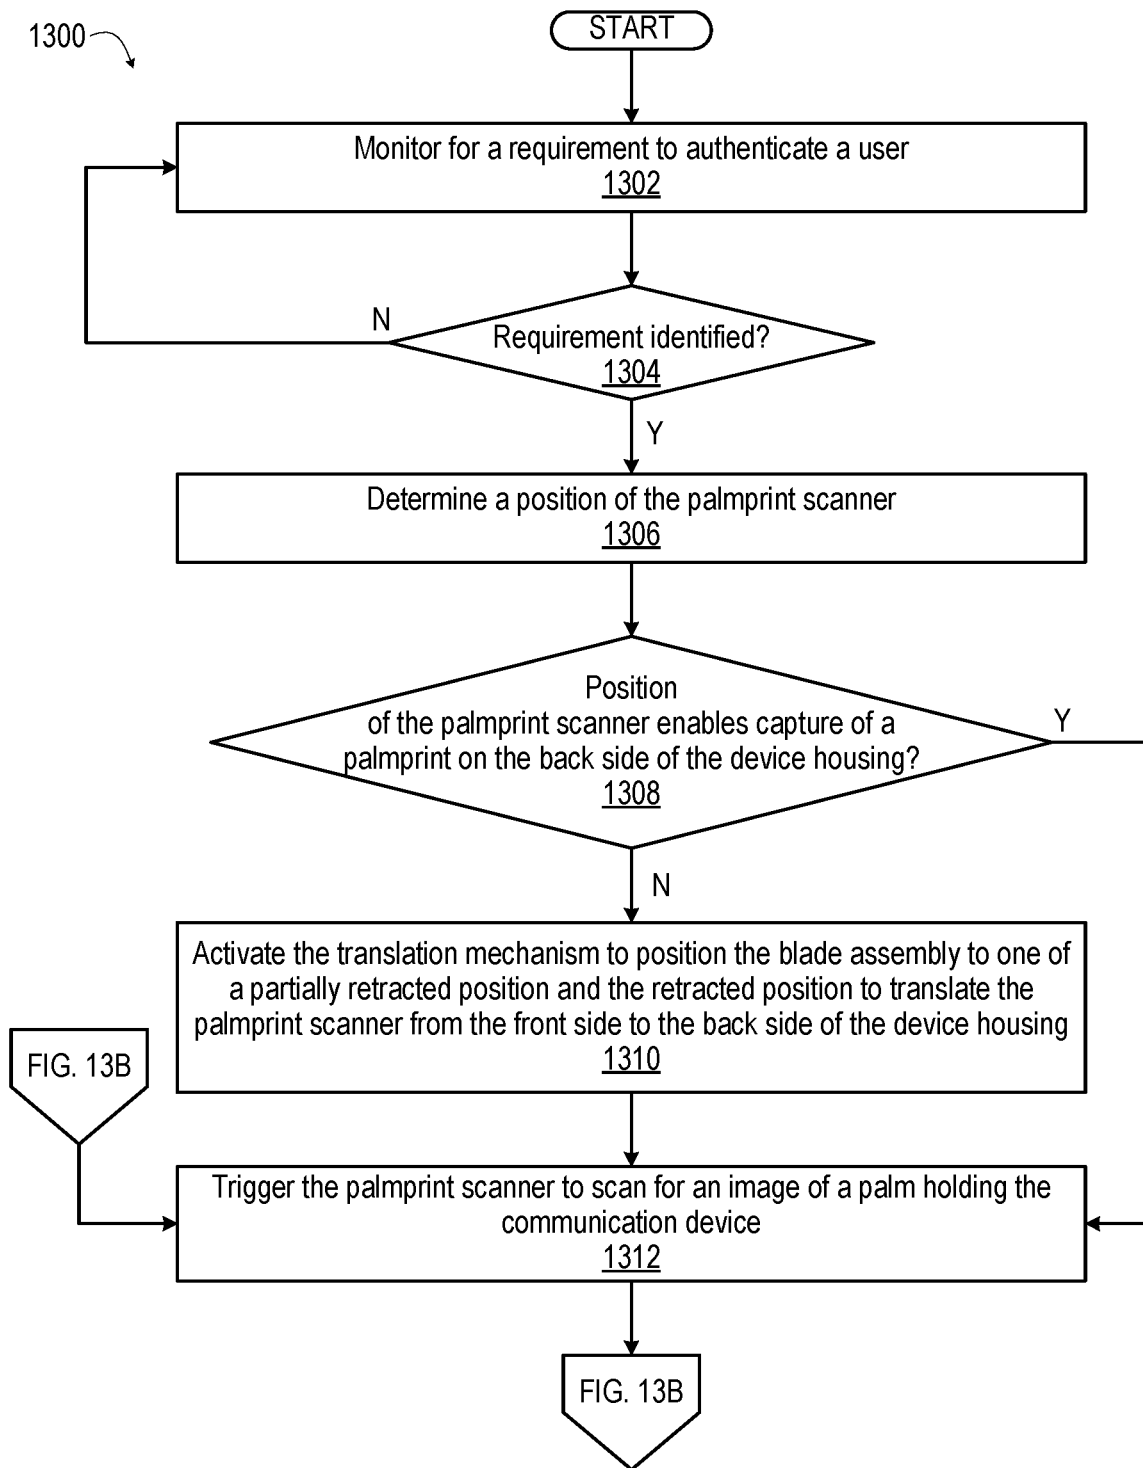 1300
START
Monitor for a requirement to authenticate a user
1302
N
Requirement identified?
1304
Y
Determine a position of the palmprint scanner
1306
Position
of the palmprint scanner enables capture of a
palmprint on the back side of the device housing?
1308
Y
N
Activate the translation mechanism to position the blade assembly to one of
a partially retracted position and the retracted position to translate the
palmprint scanner from the front side to the back side of the device housing
1310
FIG. 13B
Trigger the palmprint scanner to scan for an image of a palm holding the
communication device
1312
FIG. 13B